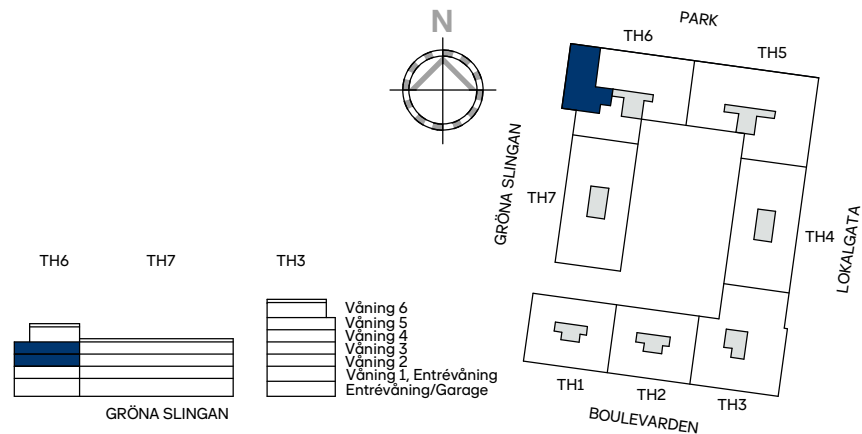 N
PARK
TH6
TH5
GRÖNA SLINGAN
TH7
TH4
LOKALGATA
TH1
TH2
TH3
BOULEVARDEN
TH6
TH7
TH3
Våning 6
Våning 5
Våning 4
Våning 3
Våning 2
Våning 1, Entrévåning
Entrévåning/Garage
GRÖNA SLINGAN